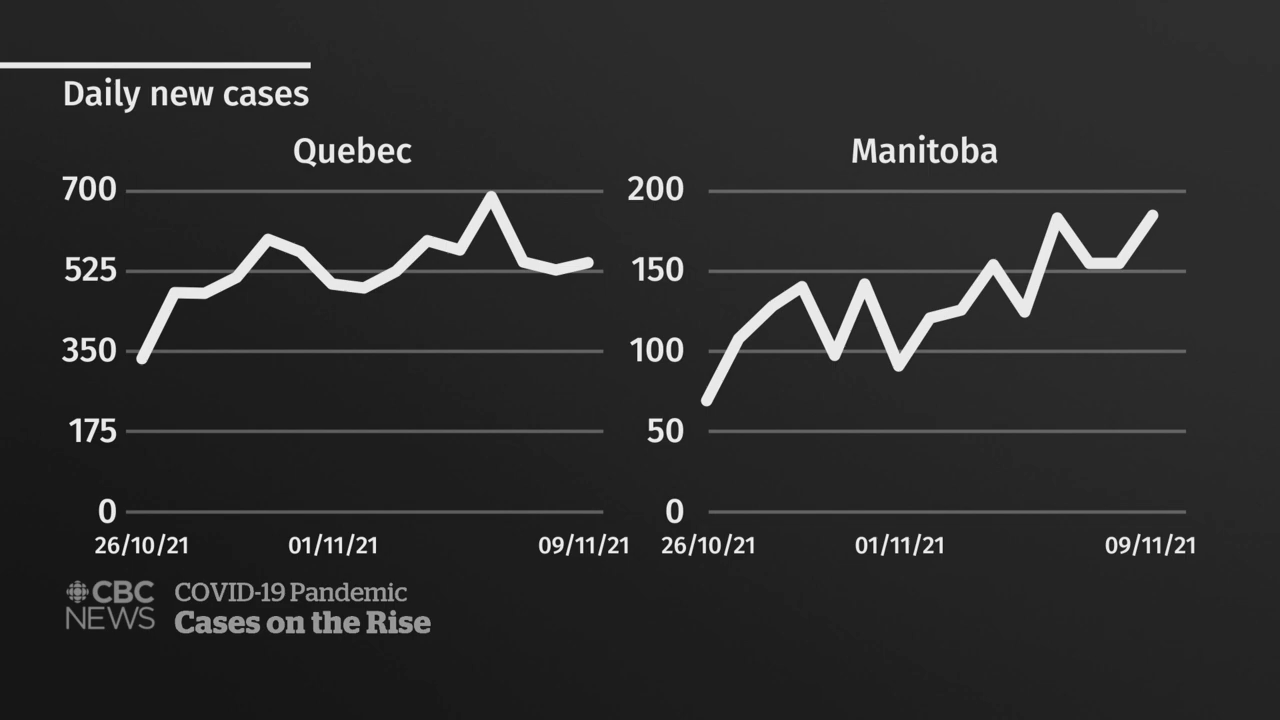 Daily new cases
Quebec
700
525
350
175
0
26/10/21 01/11/21 09/11/21
Manitoba
200
150
100
50
0
26/10/21 01/11/21 09/11/21
CBC
NEWS
COVID-19 Pandemic
Cases on the Rise